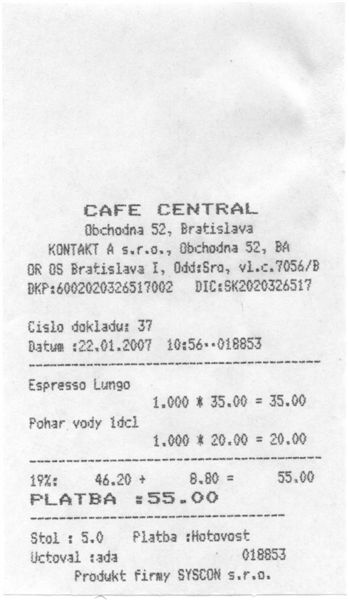 CAFE CENTRAL
Obchodna 52, Bratislava
KONTAKT A s.r.o., Obchodna 52, BA
OR OS Bratislava I, Odd:Sro, vl.c.7056/B
DKP:6002020326517002 DIC:SK2020326517
Cislo dokladu: 37
Datum :22.01.2007 10:56--018853
Espresso Lungo
1.000 * 35.00 = 35.00
Pohar vody 1dcl
1.000 * 20.00 = 20.00
19%: 46.20 + 8.80 = 55.00
PLATBA :55.00
Stol : 5.0 Platba :Hotovost
Uctoval :ada 018853
Produkt firmy SYSCON s.r.o.